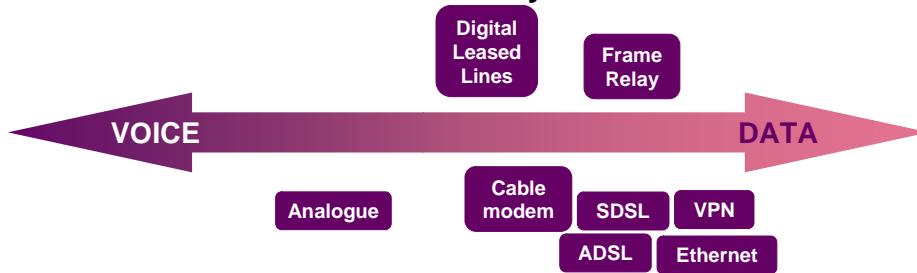 Digital
Leased
Lines
Frame
Relay
VOICE
DATA
Analogue
Cable
modem
SDSL
VPN
ADSL
Ethernet